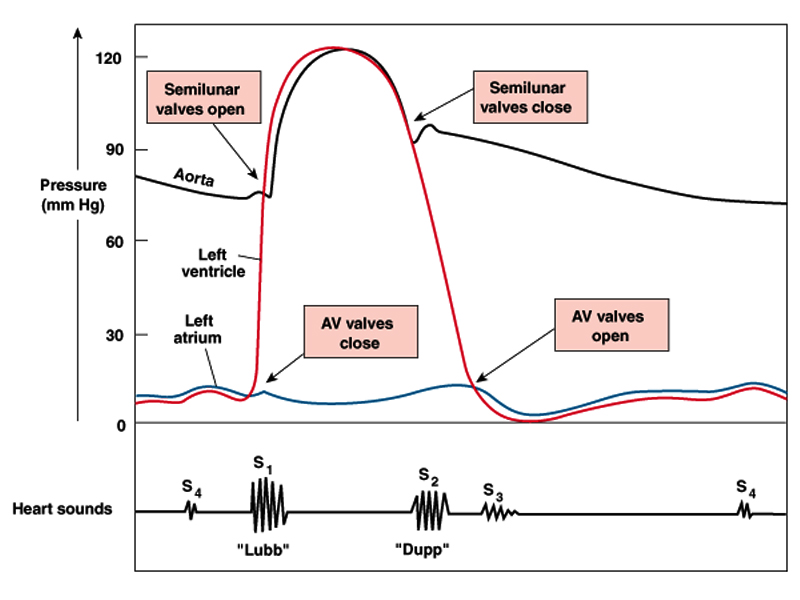 120
Semilunar
valves open
Semilunar
valves close
90
Aorta
Pressure
(mm Hg)
60
Left
ventricle
Left
atrium
AV valves
close
AV valves
open
30
0
S4
S1
S2
S3
S4
Heart sounds
"Lubb"
"Dupp"